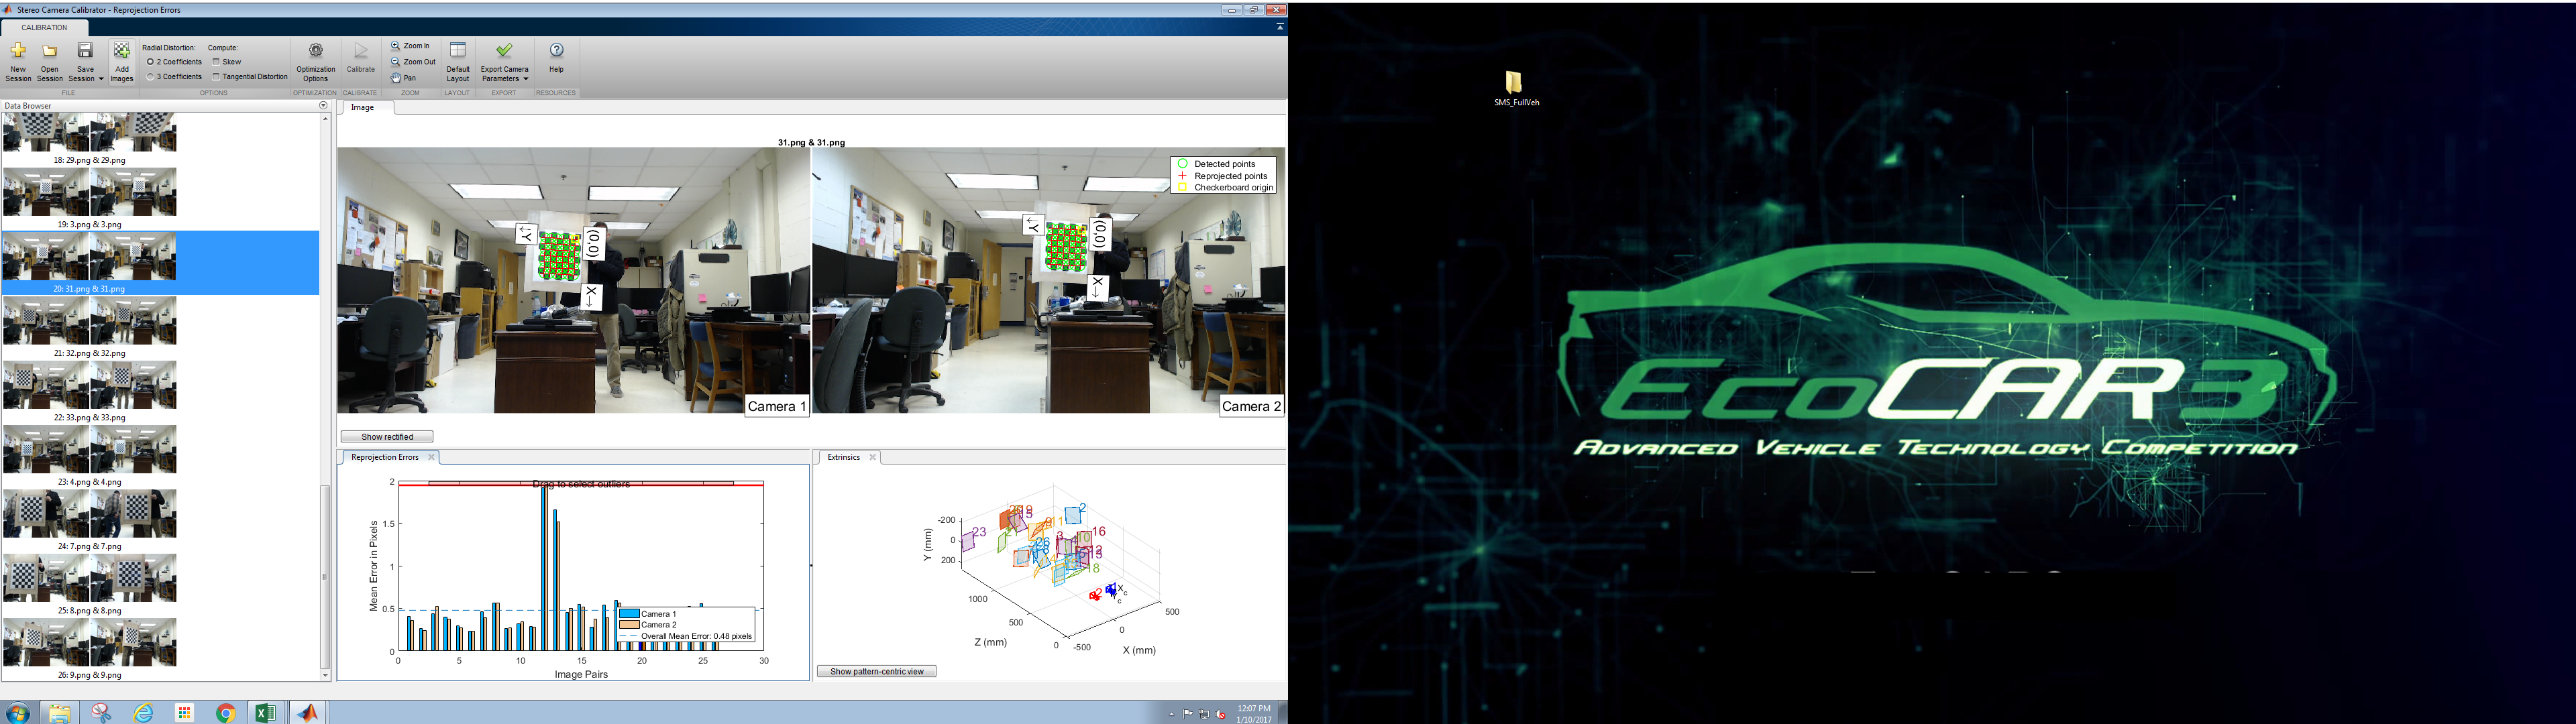 Stereo Camera Calibrator - Reprojection Errors
CALIBRATION
New Session
Open Session
Save Session
Add Images
Radial Distortion:
2 Coefficients
3 Coefficients
Compute:
Skew
Tangential Distortion
Optimization Options
Calibrate
Zoom In
Zoom Out
Pan
Default Layout
Export Camera Parameters
Help
FILE
OPTIONS
OPTIMIZATION
CALIBRATE
ZOOM
LAYOUT
EXPORT
RESOURCES
Data Browser
18: 29.png & 29.png
19: 3.png & 3.png
20: 31.png & 31.png
21: 32.png & 32.png
22: 33.png & 33.png
23: 4.png & 4.png
24: 7.png & 7.png
25: 8.png & 8.png
26: 9.png & 9.png
Image
31.png & 31.png
←Y
(0,0)
X→
Camera 1
←Y
(0,0)
X→
Camera 2
Detected points
Reprojected points
Checkerboard origin
Show rectified
Reprojection Errors
Drag to select outliers
Mean Error in Pixels
2
1.5
1
0.5
0
0 5 10 15 20 25 30
Image Pairs
Camera 1
Camera 2
Overall Mean Error: 0.48 pixels
Extrinsics
Y (mm)
-200
0
200
Z (mm)
1000
500
0
X (mm)
-500
0
500
23
2
16
18
Show pattern-centric view
12:07 PM
1/10/2017
SMS_FullVeh
EcoCAR3
Advanced Vehicle Technology Competition